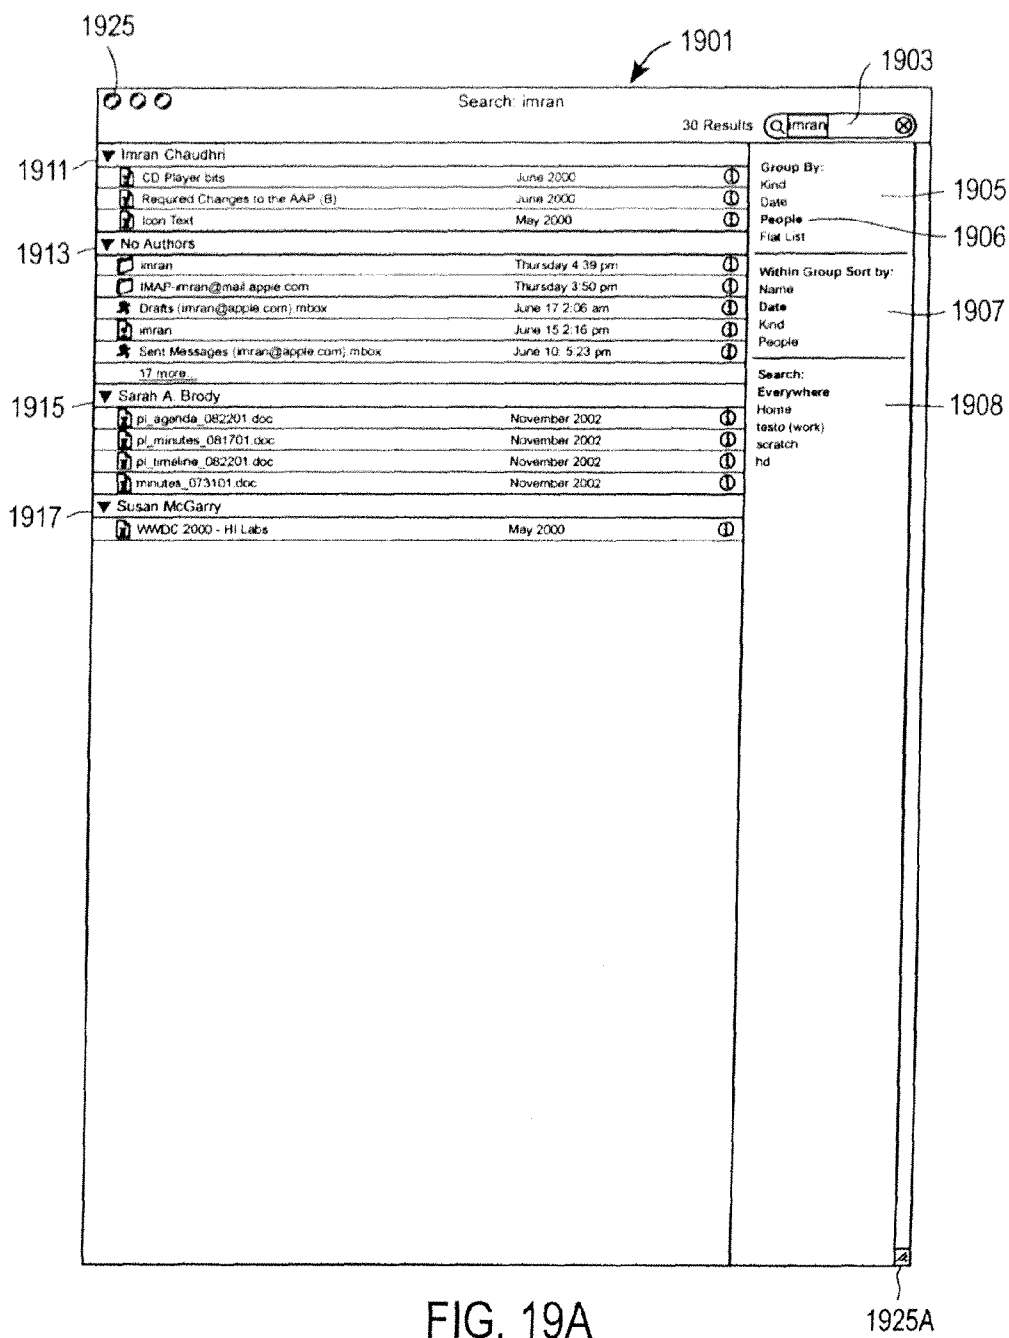 1925
1901
1903
Search: imran
30 Results
imran
1911
Imran Chaudhri
CD Player bits June 2000
Required Changes to the AAP (B) June 2000
Icon Text May 2000
1913
No Authors
imran Thursday 4:39 pm
IMAP-imran@mail.apple.com Thursday 3:50 pm
Drafts (imran@apple.com).mbox June 17 2:06 am
imran June 15 2:16 pm
Sent Messages (imran@apple.com).mbox June 10, 5:23 pm
17 more...
1915
Sarah A. Brody
pi_agenda_082201.doc November 2002
pi_minutes_081701.doc November 2002
pi_timeline_082201.doc November 2002
minutes_073101.doc November 2002
1917
Susan McGarry
WWDC 2000 - HI Labs May 2000
Group By:
Kind
Date
People
Flat List
1905
1906
Within Group Sort by:
Name
Date
Kind
People
1907
Search:
Everywhere
Home
testo (work)
scratch
hd
1908
1925A
FIG. 19A